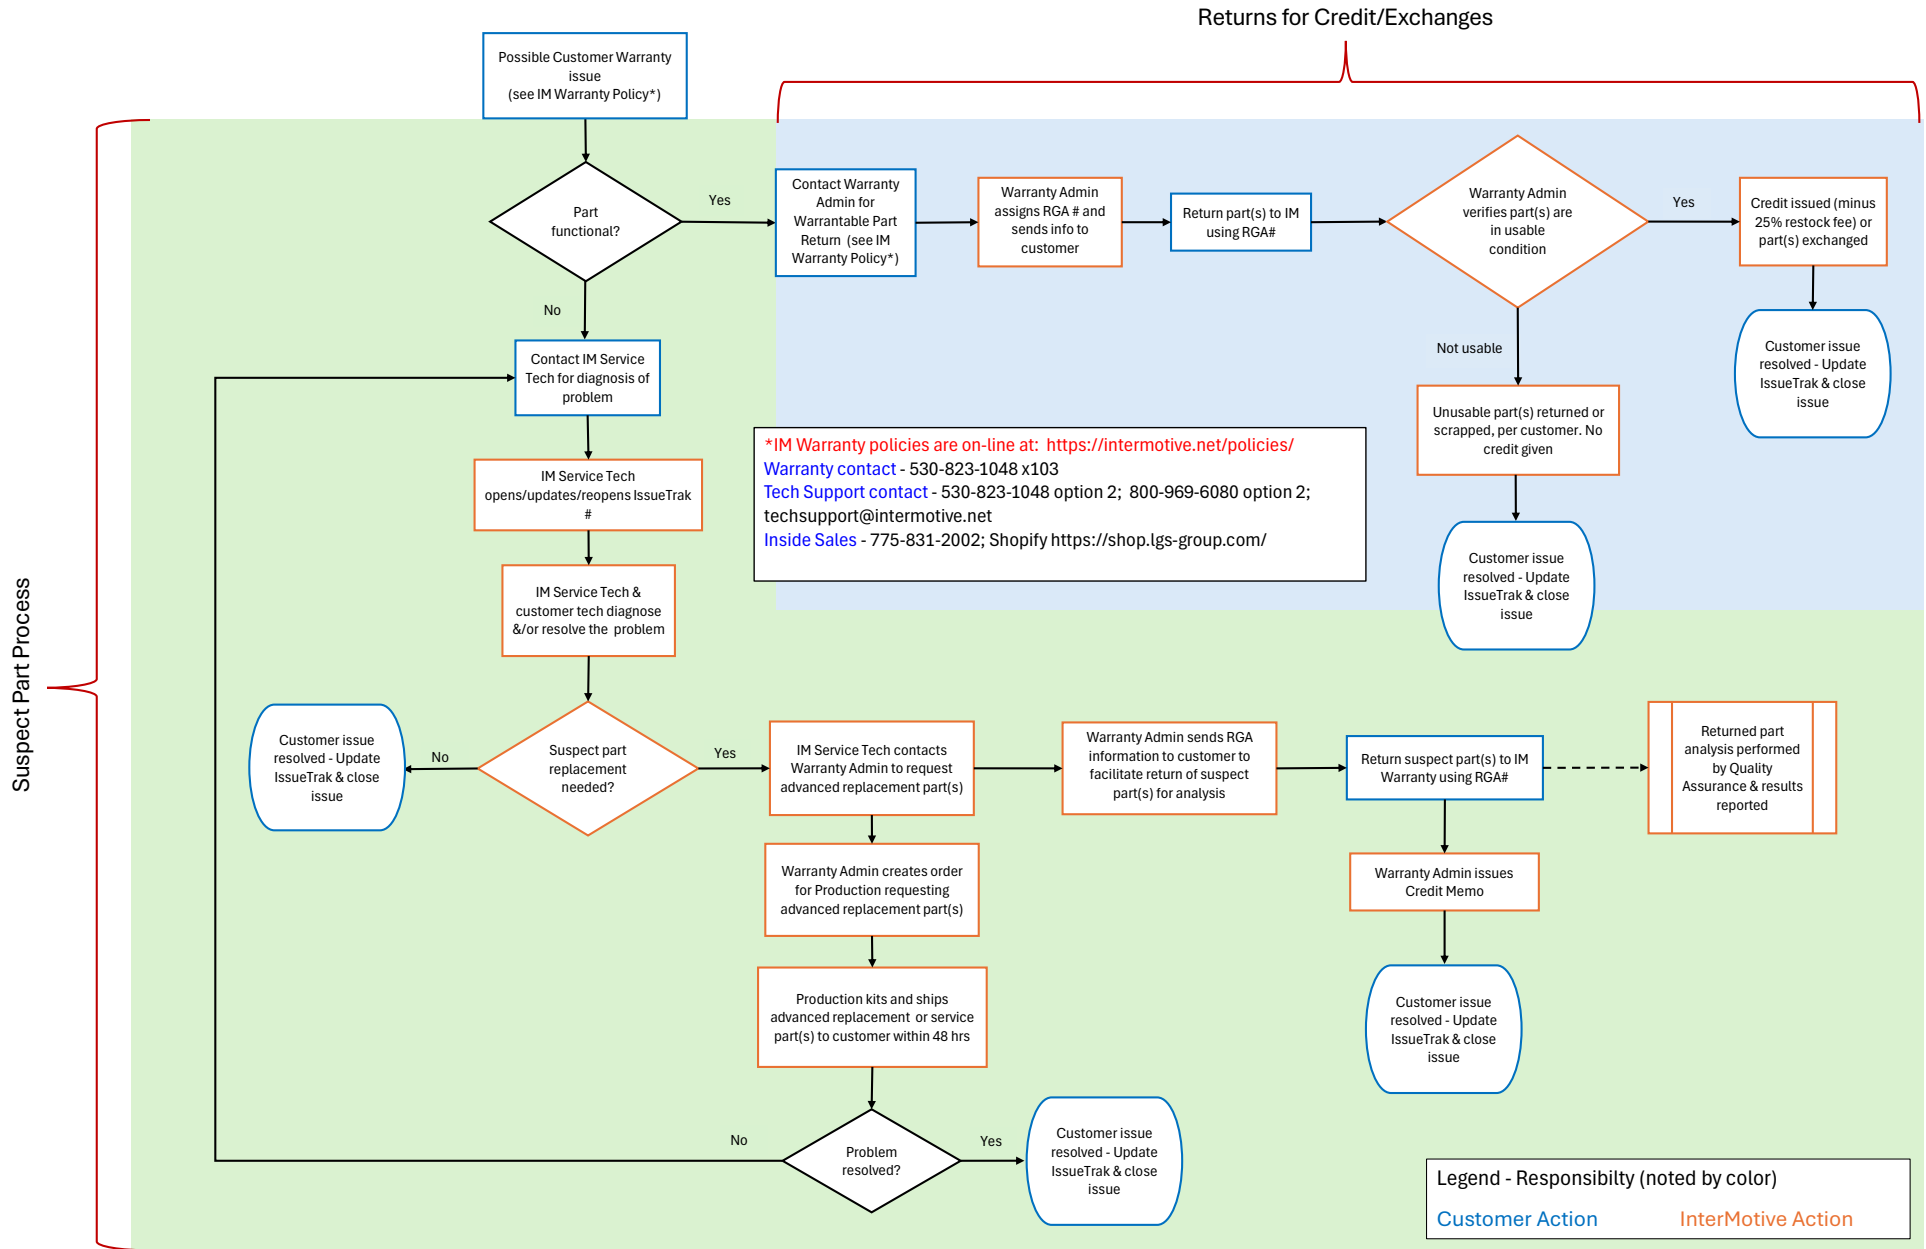 Returns for Credit/Exchanges
Possible Customer Warranty
issue
(see IM Warranty Policy*)
Part
functional?
Yes
No
Contact Warranty
Admin for
Warrantable Part
Return (see IM
Warranty Policy*)
Warranty Admin
assigns RGA # and
sends info to
customer
Return part(s) to IM
using RGA#
Warranty Admin
verifies part(s) are
in usable
condition
Yes
Credit issued (minus
25% restock fee) or
part(s) exchanged
Customer issue
resolved - Update
IssueTrak & close
issue
Not usable
Unusable part(s) returned or
scrapped, per customer. No
credit given
Customer issue
resolved - Update
IssueTrak & close
issue
Contact IM Service
Tech for diagnosis of
problem
IM Service Tech
opens/updates/reopens IssueTrak
#
IM Service Tech &
customer tech diagnose
&/or resolve the problem
*IM Warranty policies are on-line at: https://intermotive.net/policies/
Warranty contact - 530-823-1048 x103
Tech Support contact - 530-823-1048 option 2; 800-969-6080 option 2;
techsupport@intermotive.net
Inside Sales - 775-831-2002; Shopify https://shop.lgs-group.com/
Suspect Part Process
Suspect part
replacement
needed?
No
Customer issue
resolved - Update
IssueTrak & close
issue
Yes
IM Service Tech contacts
Warranty Admin to request
advanced replacement part(s)
Warranty Admin sends RGA
information to customer to
facilitate return of suspect
part(s) for analysis
Return suspect part(s) to IM
Warranty using RGA#
Returned part
analysis performed
by Quality
Assurance & results
reported
Warranty Admin issues
Credit Memo
Customer issue
resolved - Update
IssueTrak & close
issue
Warranty Admin creates order
for Production requesting
advanced replacement part(s)
Production kits and ships
advanced replacement or service
part(s) to customer within 48 hrs
Problem
resolved?
No
Yes
Customer issue
resolved - Update
IssueTrak & close
issue
Legend - Responsibilty (noted by color)
Customer Action
InterMotive Action